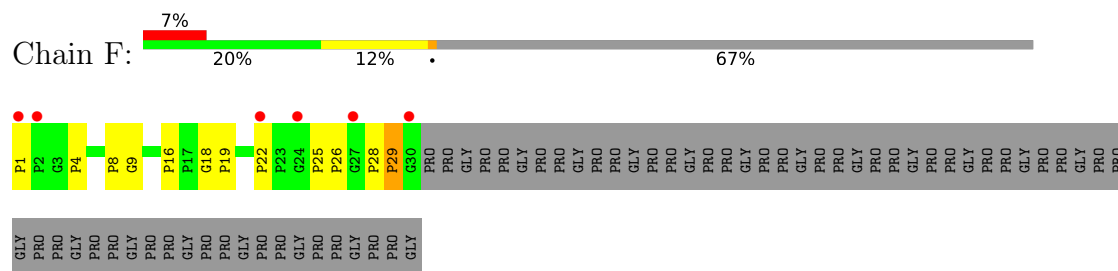 Chain F:
7%
20% 12% • 67%
P1 P2 G3 P4 P8 G9 P16 P17 G18 P19 P22 P23 G24 P25 P26 G27 P28 P29 G30 PRO PRO GLY PRO PRO GLY PRO PRO GLY PRO PRO GLY PRO PRO GLY PRO PRO GLY PRO PRO GLY PRO PRO GLY PRO PRO GLY PRO PRO GLY PRO PRO GLY PRO PRO GLY PRO PRO
GLY PRO PRO GLY PRO PRO GLY PRO PRO GLY PRO PRO GLY PRO PRO GLY PRO PRO GLY PRO PRO GLY